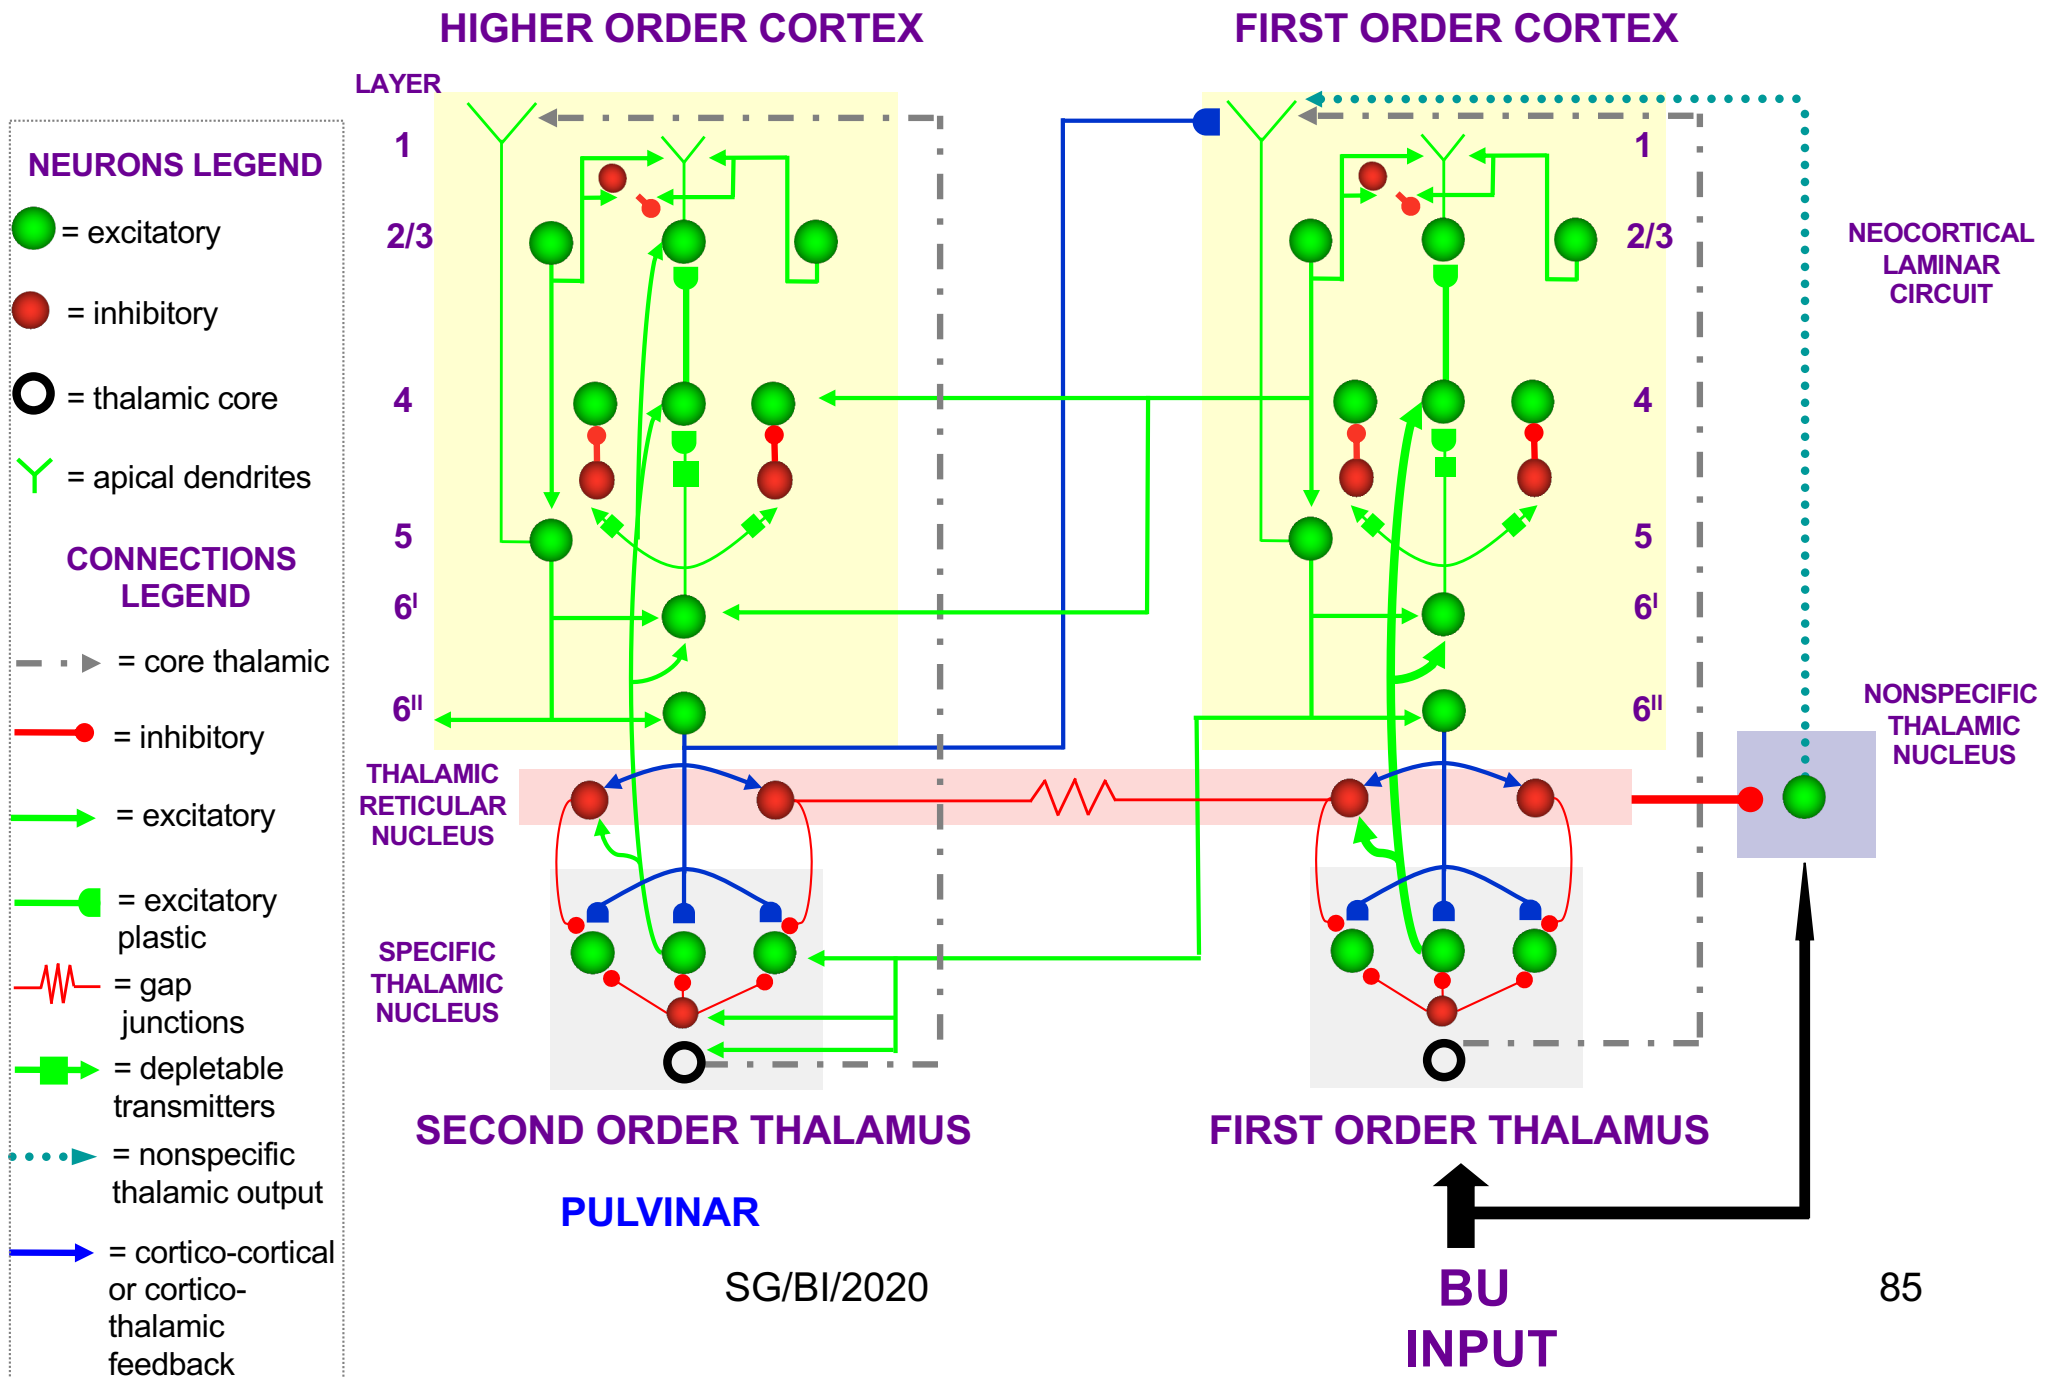 HIGHER ORDER CORTEX
FIRST ORDER CORTEX
LAYER
NEURONS LEGEND
= excitatory
= inhibitory
= thalamic core
= apical dendrites
CONNECTIONS
LEGEND
= core thalamic
= inhibitory
= excitatory
= excitatory
plastic
= gap
junctions
= depletable
transmitters
= nonspecific
thalamic output
= cortico-cortical
or cortico-
thalamic
feedback
1
2/3
4
5
6I
6II
THALAMIC
RETICULAR
NUCLEUS
SPECIFIC
THALAMIC
NUCLEUS
1
2/3
4
5
6I
6II
NEOCORTICAL
LAMINAR
CIRCUIT
NONSPECIFIC
THALAMIC
NUCLEUS
SECOND ORDER THALAMUS
FIRST ORDER THALAMUS
PULVINAR
SG/BI/2020
BU
INPUT
85